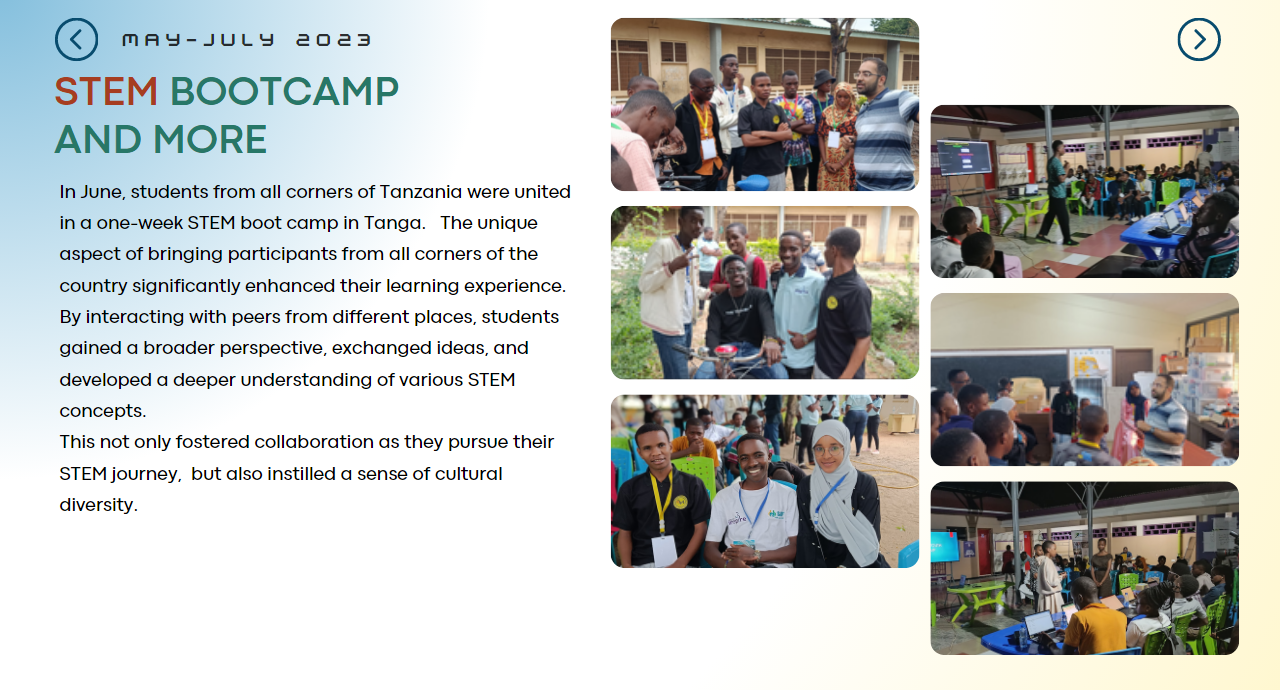 MAY-JULY 2023
STEM BOOTCAMP
AND MORE
In June, students from all corners of Tanzania were united
in a one-week STEM boot camp in Tanga.   The unique
aspect of bringing participants from all corners of the
country significantly enhanced their learning experience.
By interacting with peers from different places, students
gained a broader perspective, exchanged ideas, and
developed a deeper understanding of various STEM
concepts.
This not only fostered collaboration as they pursue their
STEM journey,  but also instilled a sense of cultural
diversity.